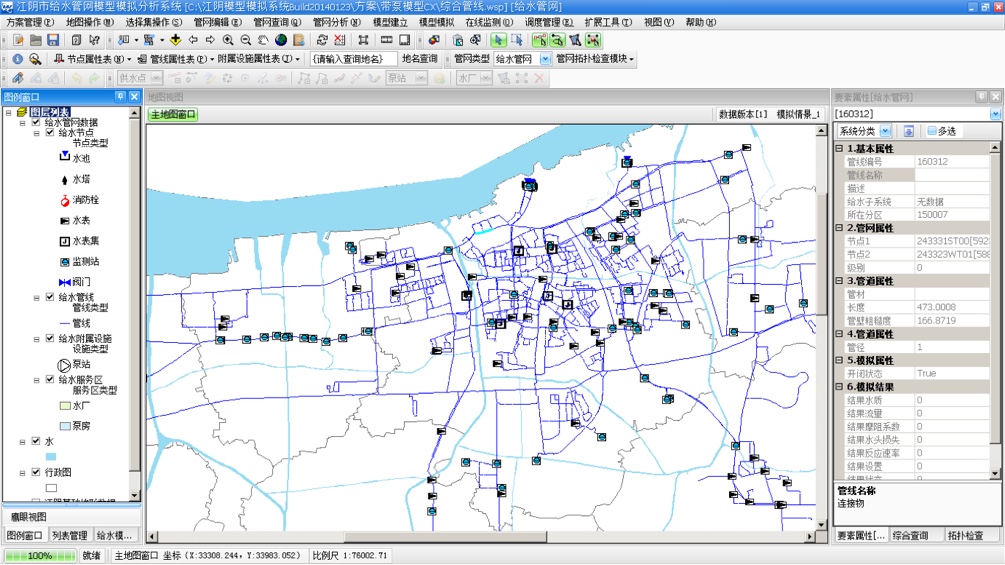 江阴市给水管网模型模拟分析系统 [C:\江阴模型模拟系统Build20140123\方案\带泵模型CX\综合管线.wsp] [给水管网]
方案管理(P) 地图操作(M) 选择集操作(S) 管网编辑(E) 管网查询(Q) 管网分析(N) 模型建立 模型模拟 在线监测(D) 调度管理(E) 扩展工具(T) 视图(V) 帮助(H)
节点属性表(N) 管线属性表(P) 附属设施属性表(T) {请输入查询地名} 地名查询 管网类型 给水管网 管网拓扑检查模块
供水点 泵站 水厂
图例窗口
图层列表
给水管网数据
给水节点
节点类型
水池
水塔
消防栓
水表
水表集
监测站
阀门
给水管线
管线类型
管线
给水附属设施
设施类型
泵站
给水服务区
服务区类型
水厂
泵房
水
行政图
鹰眼视图
图例窗口 列表管理 给水模...
地图视图
主地图窗口
数据版本[1] 模拟情景_1
要素属性[给水管网]
[160312]
系统分类 多选
1.基本属性
管线编号 160312
管线名称
描述
给水子系统 无数据
所在分区 150007
2.管网属性
节点1 243331ST00[592
节点2 243323WT01[586
级别 0
3.管道属性
管材
长度 473.0008
管壁粗糙度 166.8719
4.管道属性
管径 1
5.模拟属性
开闭状态 True
6.模拟结果
结果水质 0
结果流量 0
结果摩阻系数 0
结果水头损失 0
结果反应速率 0
结果设置 0
管线名称
连接物
要素属性[... 综合查询 拓扑检查
100% 就绪 主地图窗口 坐标 (X:33308.244, Y:33983.052) 比例尺 1:76002.71